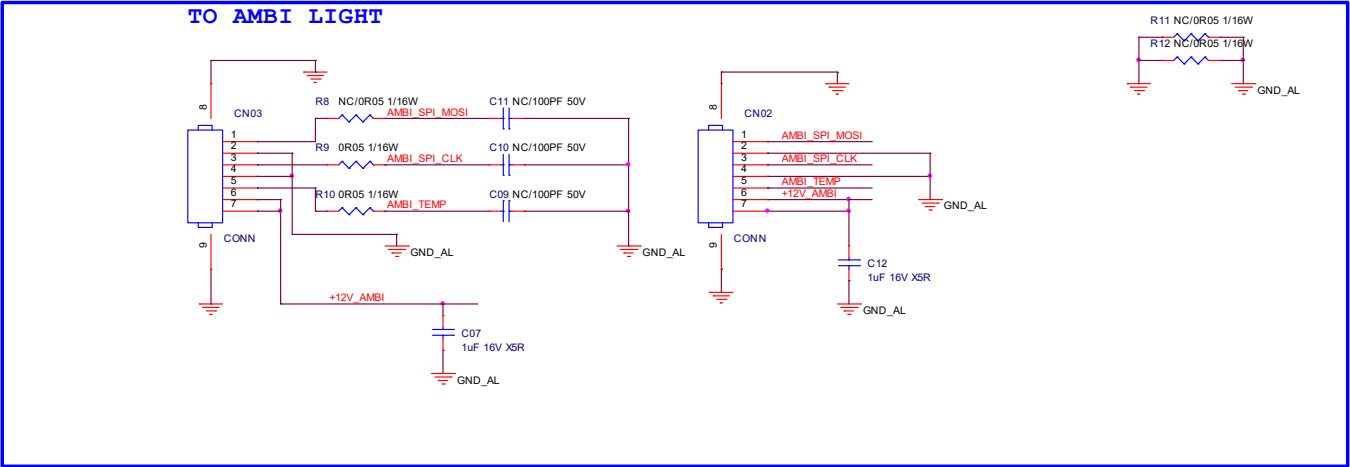 TO AMBI LIGHT
R11 NC/0R05 1/16W
R12 NC/0R05 1/16W
GND_AL
8
CN03
R8 NC/0R05 1/16W
AMBI_SPI_MOSI
C11 NC/100PF 50V
1
2
3
4
5
6
7
R9 0R05 1/16W
AMBI_SPI_CLK
C10 NC/100PF 50V
R10 0R05 1/16W
AMBI_TEMP
C09 NC/100PF 50V
9
CONN
GND_AL
GND_AL
+12V_AMBI
C07
1uF 16V X5R
GND_AL
8
CN02
1
2
3
4
5
6
7
AMBI_SPI_MOSI
AMBI_SPI_CLK
AMBI_TEMP
+12V_AMBI
GND_AL
9
CONN
C12
1uF 16V X5R
GND_AL